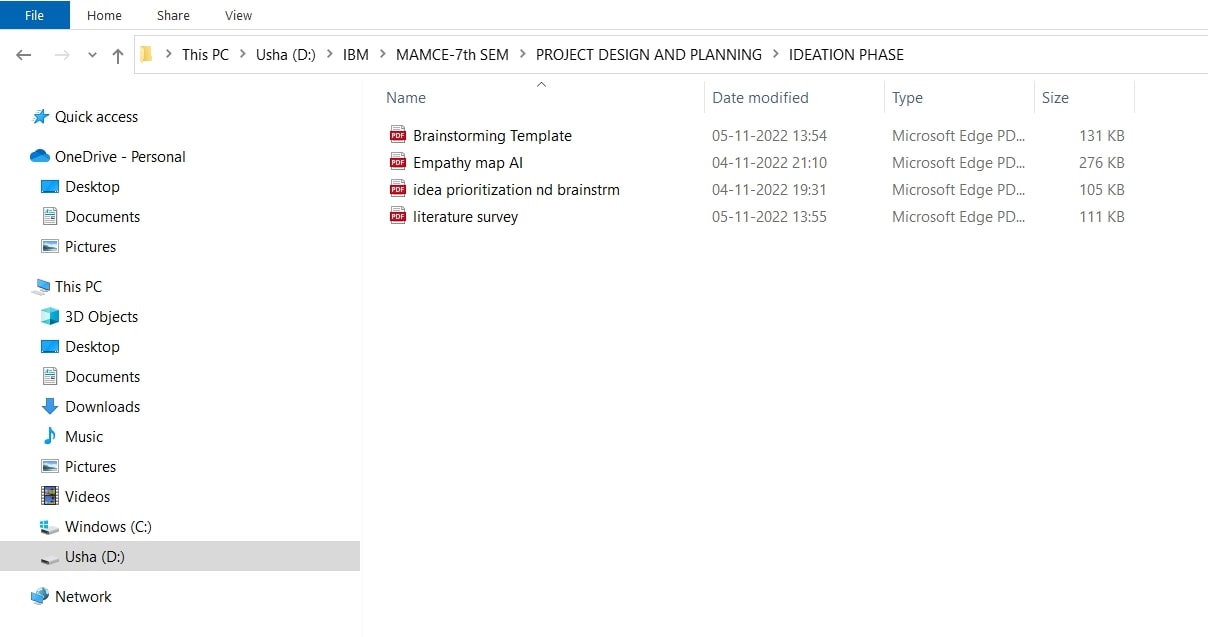 File Home Share View
This PC Usha (D:) IBM MAMCE-7th SEM PROJECT DESIGN AND PLANNING IDEATION PHASE
Name Date modified Type Size
Brainstorming Template 05-11-2022 13:54 Microsoft Edge PD... 131 KB
Empathy map AI 04-11-2022 21:10 Microsoft Edge PD... 276 KB
idea prioritization nd brainstrm 04-11-2022 19:31 Microsoft Edge PD... 105 KB
literature survey 05-11-2022 13:55 Microsoft Edge PD... 111 KB
Quick access
OneDrive - Personal
Desktop
Documents
Pictures
This PC
3D Objects
Desktop
Documents
Downloads
Music
Pictures
Videos
Windows (C:)
Usha (D:)
Network